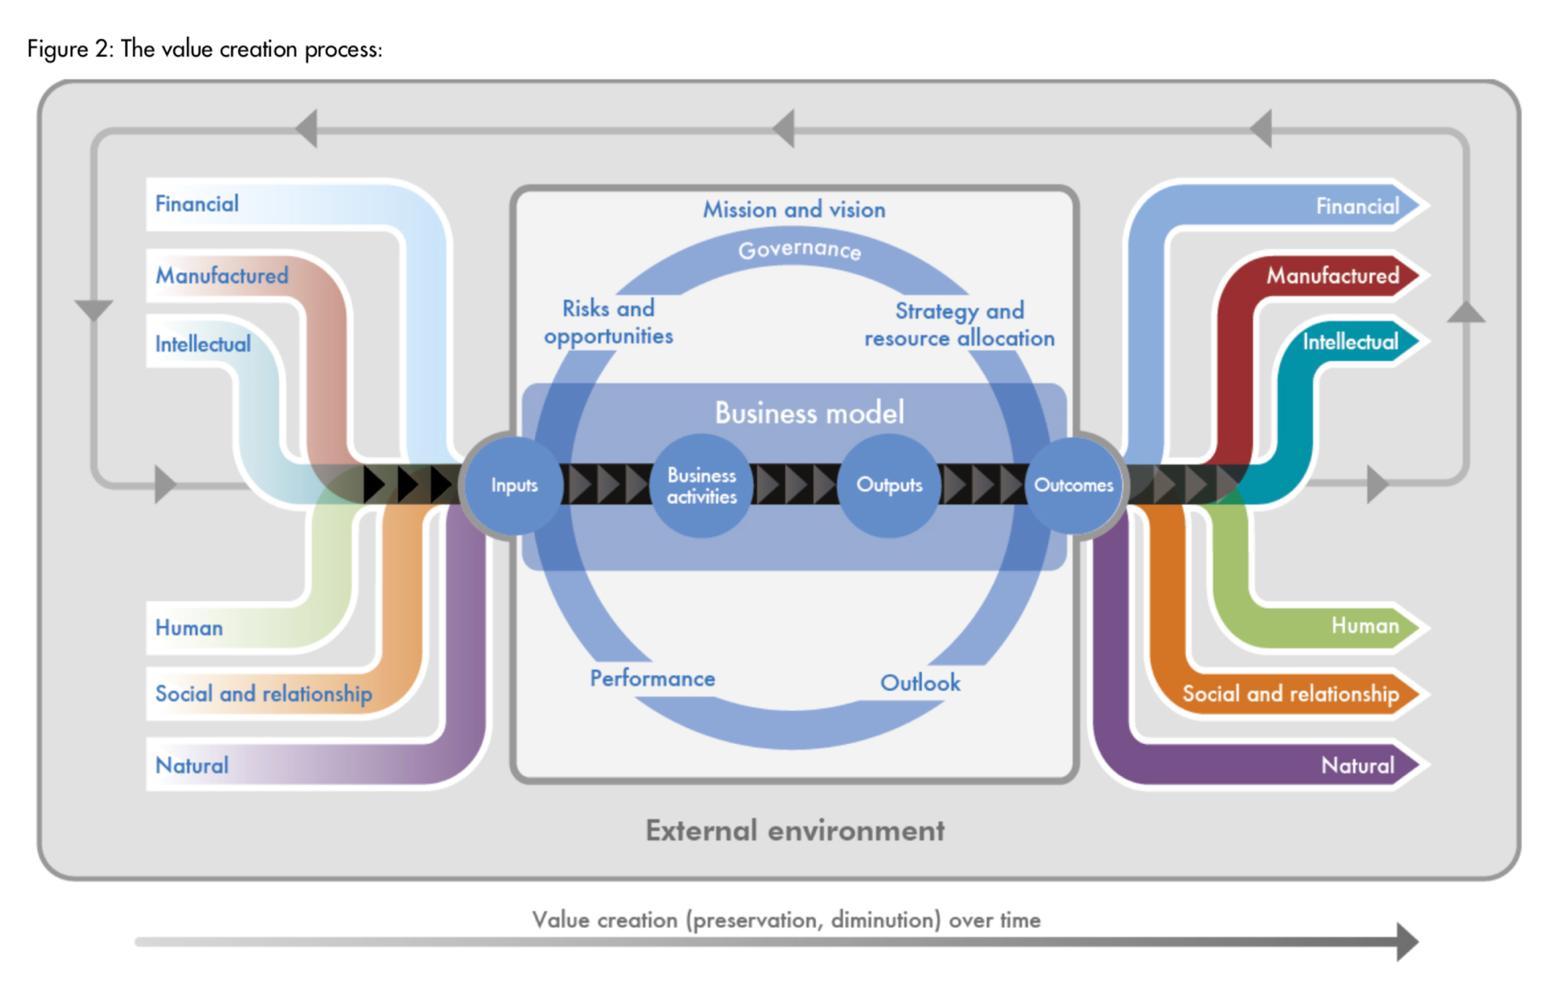 Figure 2: The value creation process:
Financial
Manufactured
Intellectual
Human
Social and relationship
Natural
Mission and vision
Governance
Risks and
opportunities
Strategy and
resource allocation
Business model
Inputs
Business
activities
Outputs
Outcomes
Performance
Outlook
Financial
Manufactured
Intellectual
Human
Social and relationship
Natural
External environment
Value creation (preservation, diminution) over time